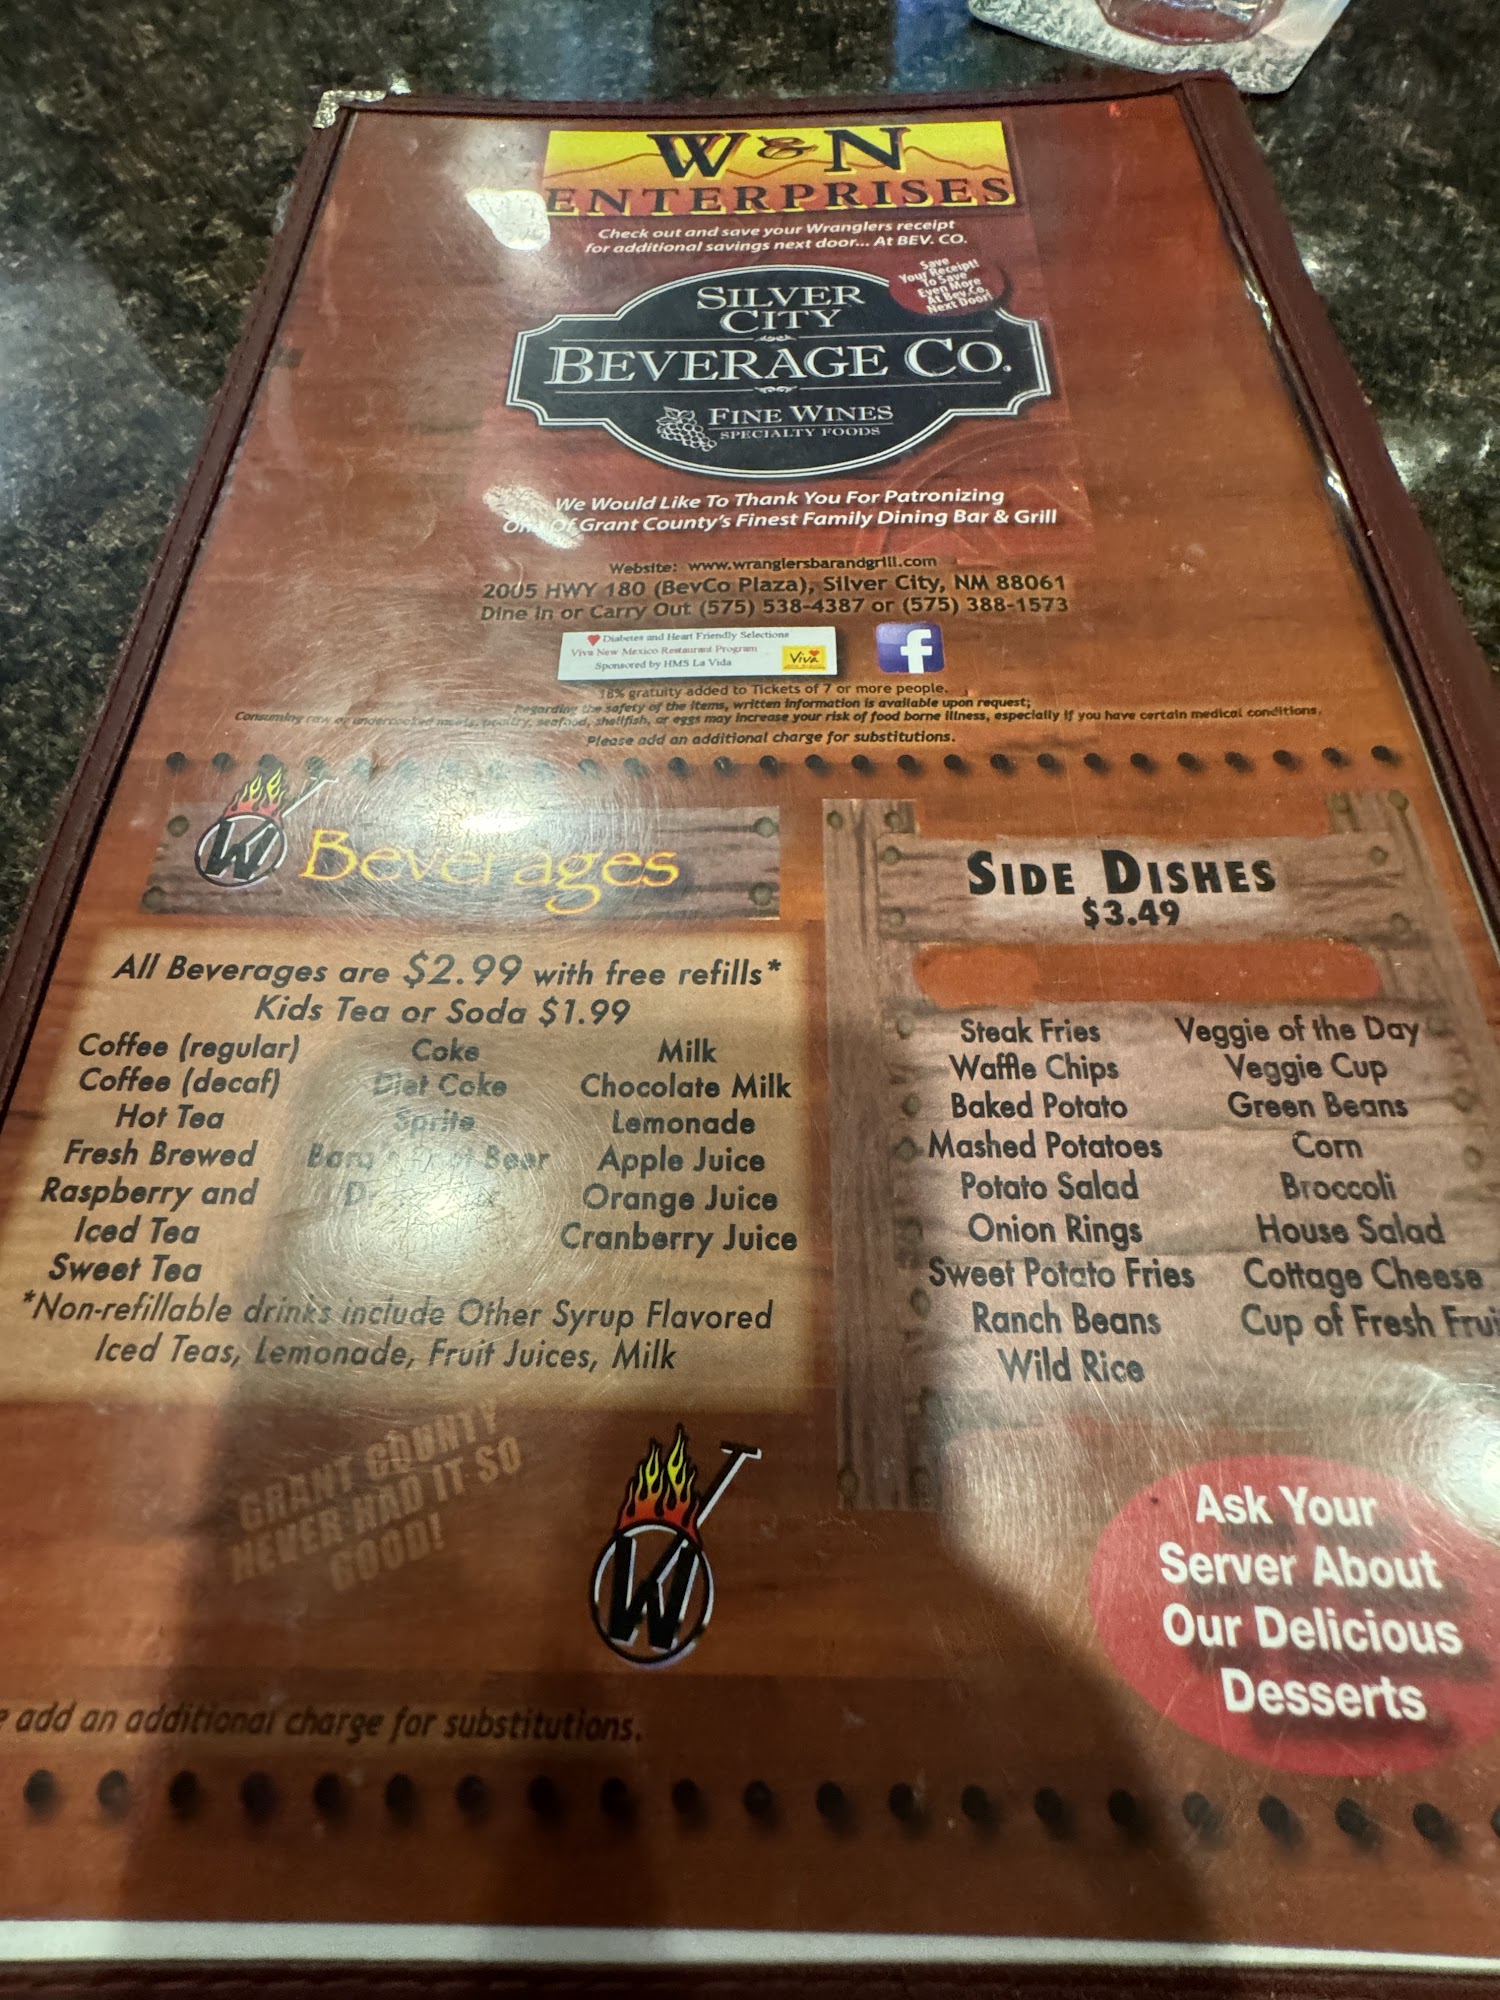 W&N
ENTERPRISES
Check out and save your Wranglers receipt
for additional savings next door... At BEV. CO.
Save
Your Receipt!
To Save
Even More
At Bev.Co.
Next Door!
SILVER
CITY
BEVERAGE CO.
FINE WINES
SPECIALTY FOODS
We Would Like To Thank You For Patronizing
One Of Grant County's Finest Family Dining Bar & Grill
Website: www.wranglersbarandgrill.com
2005 HWY 180 (BevCo Plaza), Silver City, NM 88061
Dine In or Carry Out (575) 538-4387 or (575) 388-1573
Diabetes and Heart Friendly Selections
Viva New Mexico Restaurant Program
Sponsored by HMS La Vida
Viva
f
18% gratuity added to Tickets of 7 or more people.
Regarding the safety of the items, written information is available upon request;
Consuming raw or undercooked meats, poultry, seafood, shellfish, or eggs may increase your risk of food borne illness, especially if you have certain medical conditions.
Please add an additional charge for substitutions.
W Beverages
All Beverages are $2.99 with free refills*
Kids Tea or Soda $1.99
Coffee (regular)
Coffee (decaf)
Hot Tea
Fresh Brewed
Raspberry and
Iced Tea
Sweet Tea
Coke
Diet Coke
Sprite
Barq's Root Beer
Milk
Chocolate Milk
Lemonade
Apple Juice
Orange Juice
Cranberry Juice
*Non-refillable drinks include Other Syrup Flavored
Iced Teas, Lemonade, Fruit Juices, Milk
SIDE DISHES
$3.49
Steak Fries
Waffle Chips
Baked Potato
Mashed Potatoes
Potato Salad
Onion Rings
Sweet Potato Fries
Ranch Beans
Wild Rice
Veggie of the Day
Veggie Cup
Green Beans
Corn
Broccoli
House Salad
Cottage Cheese
Cup of Fresh Frui
GRANT COUNTY
NEVER HAD IT SO
GOOD!
W
Ask Your
Server About
Our Delicious
Desserts
e add an additional charge for substitutions.